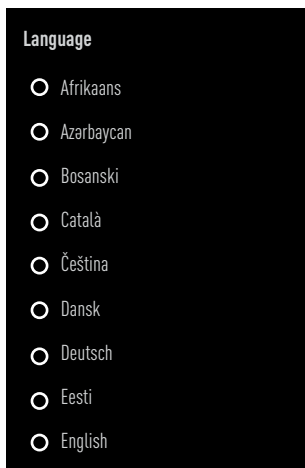 Language
Afrikaans
Azərbaycan
Bosanski
Català
Čeština
Dansk
Deutsch
Eesti
English